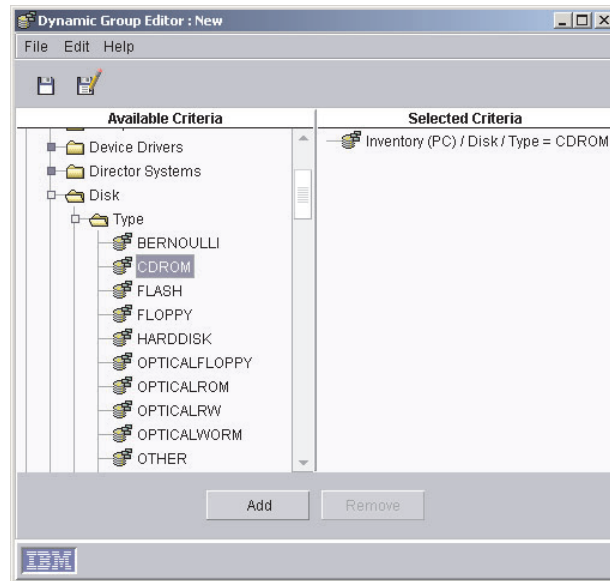 Dynamic Group Editor : New
File Edit Help
Available Criteria
Selected Criteria
Device Drivers
Director Systems
Disk
Type
BERNOULLI
CDROM
FLASH
FLOPPY
HARDDISK
OPTICALFLOPPY
OPTICALROM
OPTICALRW
OPTICALWORM
OTHER
Inventory (PC) / Disk / Type = CDROM
Add
Remove
IBM